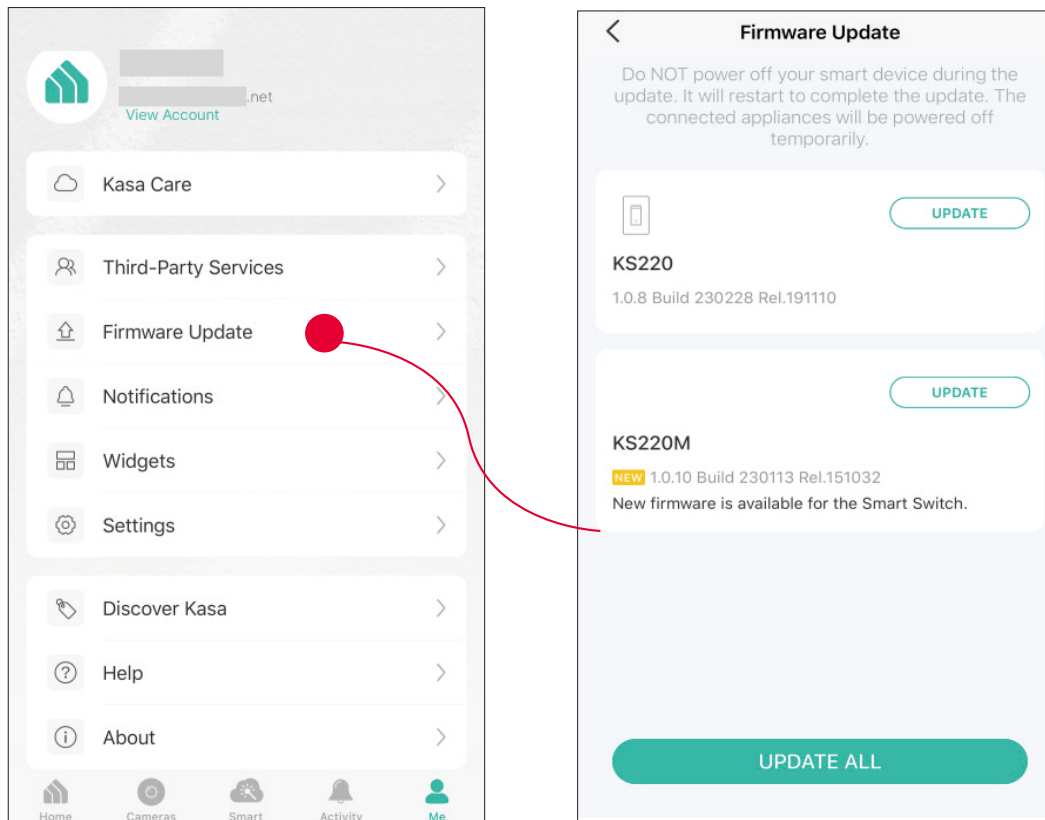 .net
View Account
Kasa Care
Third-Party Services
Firmware Update
Notifications
Widgets
Settings
Discover Kasa
Help
About
Home Cameras Smart Activity Me
Firmware Update
Do NOT power off your smart device during the
update. It will restart to complete the update. The
connected appliances will be powered off
temporarily.
UPDATE
KS220
1.0.8 Build 230228 Rel.191110
UPDATE
KS220M
NEW 1.0.10 Build 230113 Rel.151032
New firmware is available for the Smart Switch.
UPDATE ALL